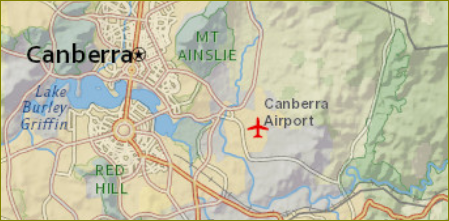 MT
AINSLIE
Canberra
Lake
Burley
Griffin
Canberra
Airport
RED
HILL